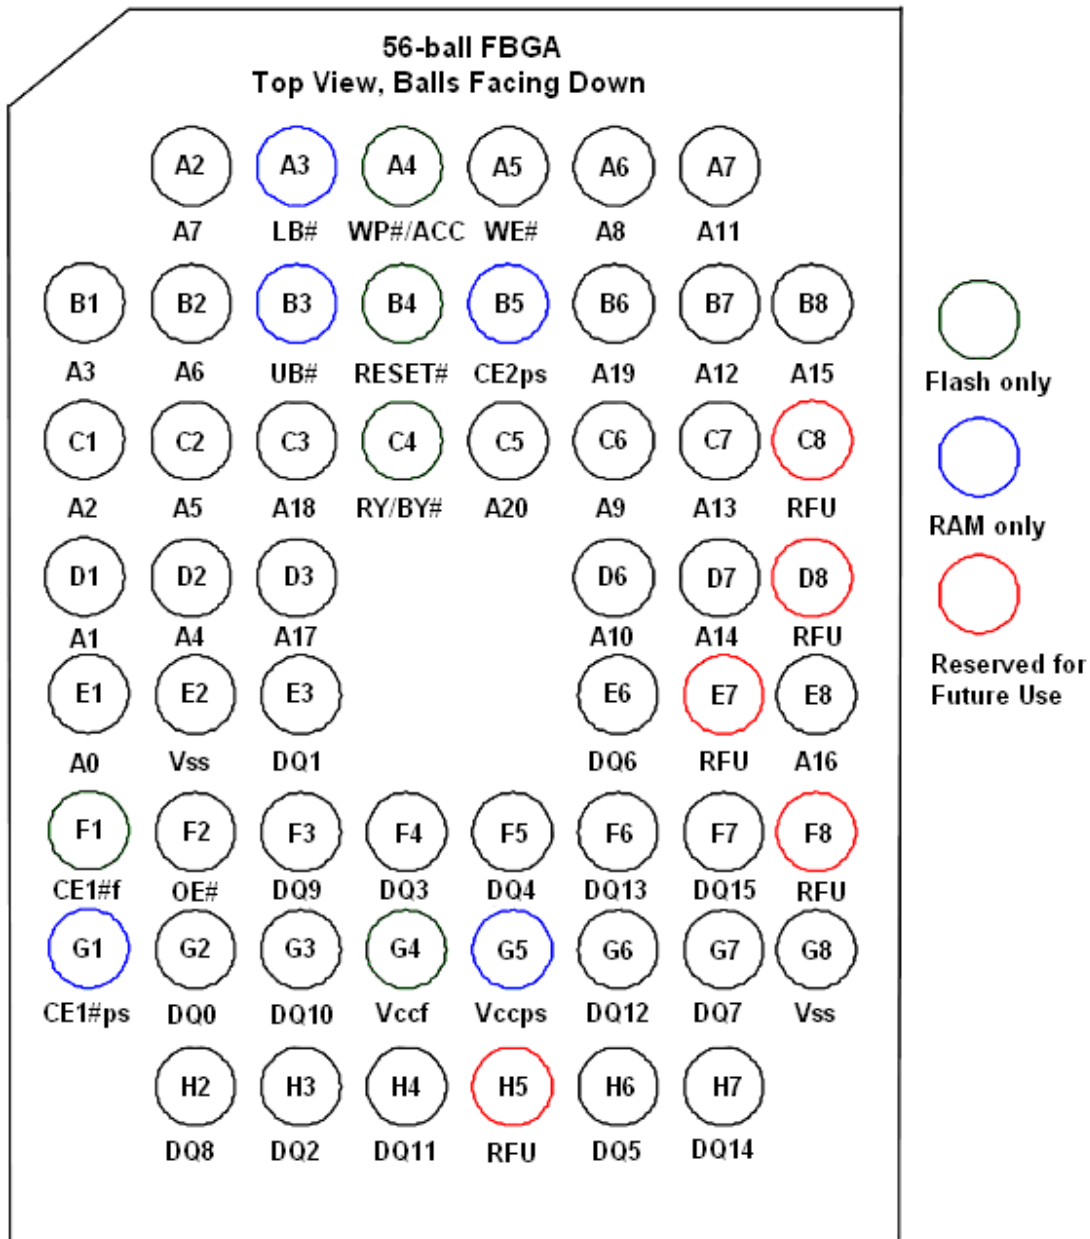 56-ball FBGA
Top View, Balls Facing Down
A2 A3 A4 A5 A6 A7
A7 LB# WP#/ACC WE# A8 A11
B1 B2 B3 B4 B5 B6 B7 B8
A3 A6 UB# RESET# CE2ps A19 A12 A15
C1 C2 C3 C4 C5 C6 C7 C8
A2 A5 A18 RY/BY# A20 A9 A13 RFU
D1 D2 D3 D6 D7 D8
A1 A4 A17 A10 A14 RFU
E1 E2 E3 E6 E7 E8
A0 Vss DQ1 DQ6 RFU A16
F1 F2 F3 F4 F5 F6 F7 F8
CE1#f OE# DQ9 DQ3 DQ4 DQ13 DQ15 RFU
G1 G2 G3 G4 G5 G6 G7 G8
CE1#ps DQ0 DQ10 Vccf Vccps DQ12 DQ7 Vss
H2 H3 H4 H5 H6 H7
DQ8 DQ2 DQ11 RFU DQ5 DQ14
Flash only
RAM only
Reserved for
Future Use